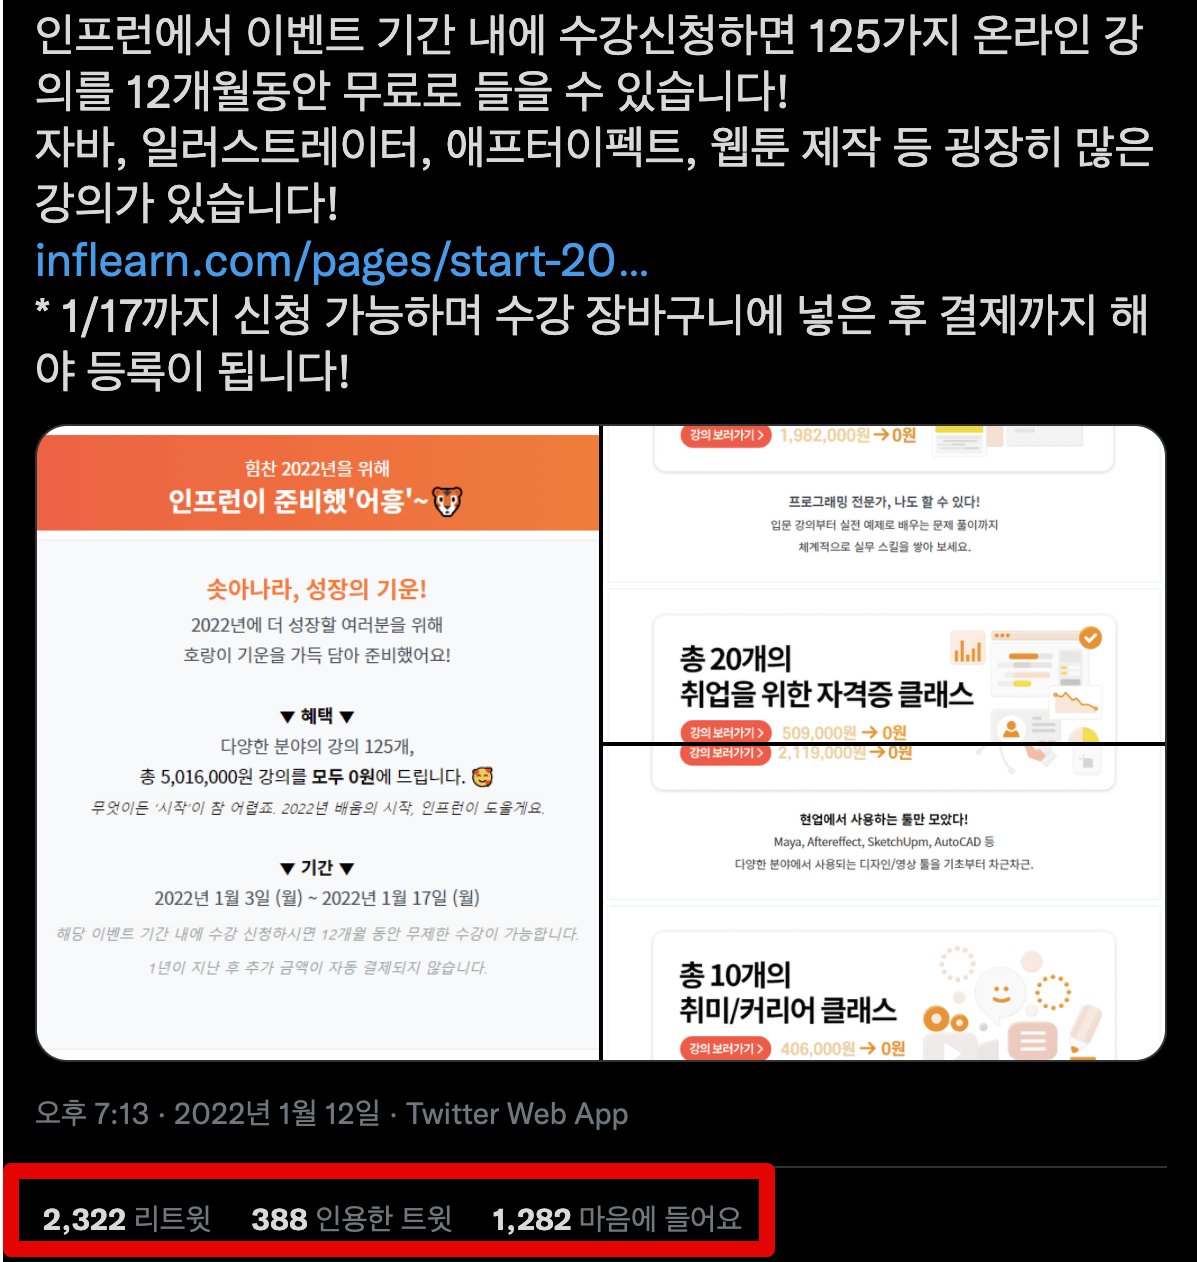 인프런에서 이벤트 기간 내에 수강신청하면 125가지 온라인 강
의를 12개월동안 무료로 들을 수 있습니다!
자바, 일러스트레이터, 애프터이펙트, 웹툰 제작 등 굉장히 많은
강의가 있습니다!
inflearn.com/pages/start-20...
* 1/17까지 신청 가능하며 수강 장바구니에 넣은 후 결제까지 해
야 등록이 됩니다!
힘찬 2022년을 위해
인프런이 준비했'어흥'~
솟아나라, 성장의 기운!
2022년에 더 성장할 여러분을 위해
호랑이 기운을 가득 담아 준비했어요!
▼ 혜택 ▼
다양한 분야의 강의 125개,
총 5,016,000원 강의를 모두 0원에 드립니다. 🥰
무엇이든 '시작'이 참 어렵죠. 2022년 배움의 시작, 인프런이 도울게요.
▼ 기간 ▼
2022년 1월 3일 (월) ~ 2022년 1월 17일 (월)
해당 이벤트 기간 내에 수강 신청하시면 12개월 동안 무제한 수강이 가능합니다.
1년이 지난 후 추가 금액이 자동 결제되지 않습니다.
강의 보러가기 > 1,982,000원 → 0원
프로그래밍 전문가, 나도 할 수 있다!
입문 강의부터 실전 예제로 배우는 문제 풀이까지
체계적으로 실무 스킬을 쌓아 보세요.
총 20개의
취업을 위한 자격증 클래스
강의 보러가기 > 509,000원 → 0원
강의 보러가기 > 2,119,000원 → 0원
현업에서 사용하는 툴만 모았다!
Maya, Aftereffect, SketchUpm, AutoCAD 등
다양한 분야에서 사용되는 디자인/영상 툴을 기초부터 차근차근.
총 10개의
취미/커리어 클래스
강의 보러가기 > 406,000원 → 0원
오후 7:13 · 2022년 1월 12일 · Twitter Web App
2,322 리트윗 388 인용한 트윗 1,282 마음에 들어요